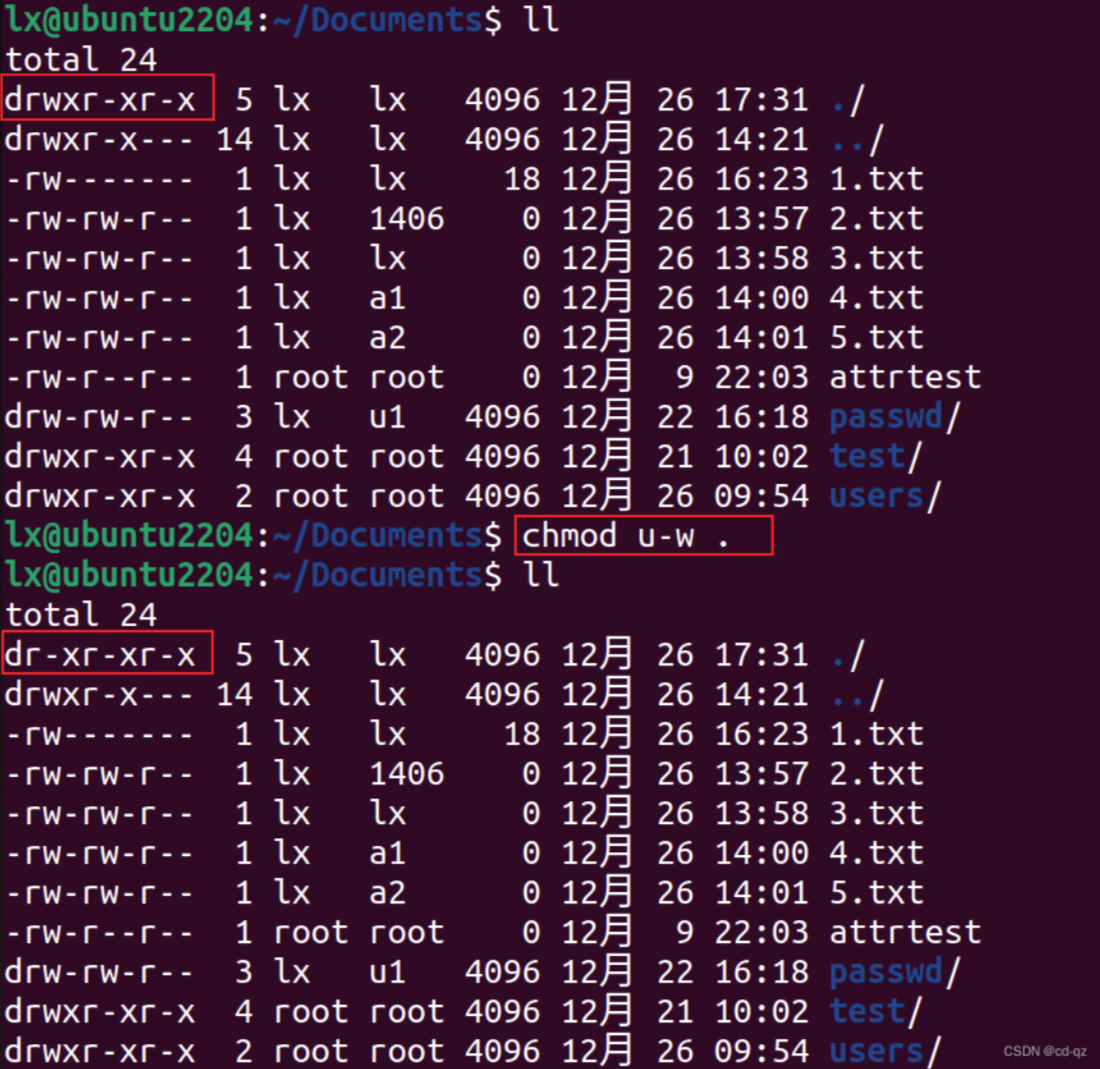 lx@ubuntu2204:~/Documents$ ll
total 24
drwxr-xr-x  5 lx   lx   4096 12月 26 17:31 ./
drwxr-x--- 14 lx   lx   4096 12月 26 14:21 ../
-rw-------  1 lx   lx     18 12月 26 16:23 1.txt
-rw-rw-r--  1 lx   1406    0 12月 26 13:57 2.txt
-rw-rw-r--  1 lx   lx      0 12月 26 13:58 3.txt
-rw-rw-r--  1 lx   a1      0 12月 26 14:00 4.txt
-rw-rw-r--  1 lx   a2      0 12月 26 14:01 5.txt
-rw-r--r--  1 root root    0 12月  9 22:03 attrtest
drw-rw-r--  3 lx   u1   4096 12月 22 16:18 passwd/
drwxr-xr-x  4 root root 4096 12月 21 10:02 test/
drwxr-xr-x  2 root root 4096 12月 26 09:54 users/
lx@ubuntu2204:~/Documents$ chmod u-w .
lx@ubuntu2204:~/Documents$ ll
total 24
dr-xr-xr-x  5 lx   lx   4096 12月 26 17:31 ./
drwxr-x--- 14 lx   lx   4096 12月 26 14:21 ../
-rw-------  1 lx   lx     18 12月 26 16:23 1.txt
-rw-rw-r--  1 lx   1406    0 12月 26 13:57 2.txt
-rw-rw-r--  1 lx   lx      0 12月 26 13:58 3.txt
-rw-rw-r--  1 lx   a1      0 12月 26 14:00 4.txt
-rw-rw-r--  1 lx   a2      0 12月 26 14:01 5.txt
-rw-r--r--  1 root root    0 12月  9 22:03 attrtest
drw-rw-r--  3 lx   u1   4096 12月 22 16:18 passwd/
drwxr-xr-x  4 root root 4096 12月 21 10:02 test/
drwxr-xr-x  2 root root 4096 12月 26 09:54 users/
CSDN @cd-qz